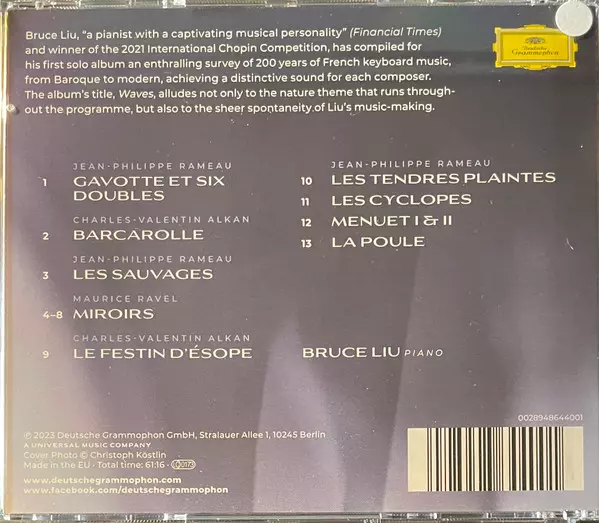 Bruce Liu, "a pianist with a captivating musical personality" (Financial Times)
and winner of the 2021 International Chopin Competition, has compiled for
his first solo album an enthralling survey of 200 years of French keyboard music,
from Baroque to modern, achieving a distinctive sound for each composer.
The album's title, Waves, alludes not only to the nature theme that runs through-
out the programme, but also to the sheer spontaneity of Liu's music-making.
Deutsche
Grammophon
JEAN-PHILIPPE RAMEAU
1 GAVOTTE ET SIX
DOUBLES
CHARLES-VALENTIN ALKAN
2 BARCAROLLE
JEAN-PHILIPPE RAMEAU
3 LES SAUVAGES
MAURICE RAVEL
4–8 MIROIRS
CHARLES-VALENTIN ALKAN
9 LE FESTIN D'ÉSOPE
JEAN-PHILIPPE RAMEAU
10 LES TENDRES PLAINTES
11 LES CYCLOPES
12 MENUET I & II
13 LA POULE
BRUCE LIU PIANO
℗ 2023 Deutsche Grammophon GmbH, Stralauer Allee 1, 10245 Berlin
A UNIVERSAL MUSIC COMPANY
Cover Photo © Christoph Köstlin
Made in the EU · Total time: 61:16 ·
www.deutschegrammophon.com
www.facebook.com/deutschegrammophon
0028948644001